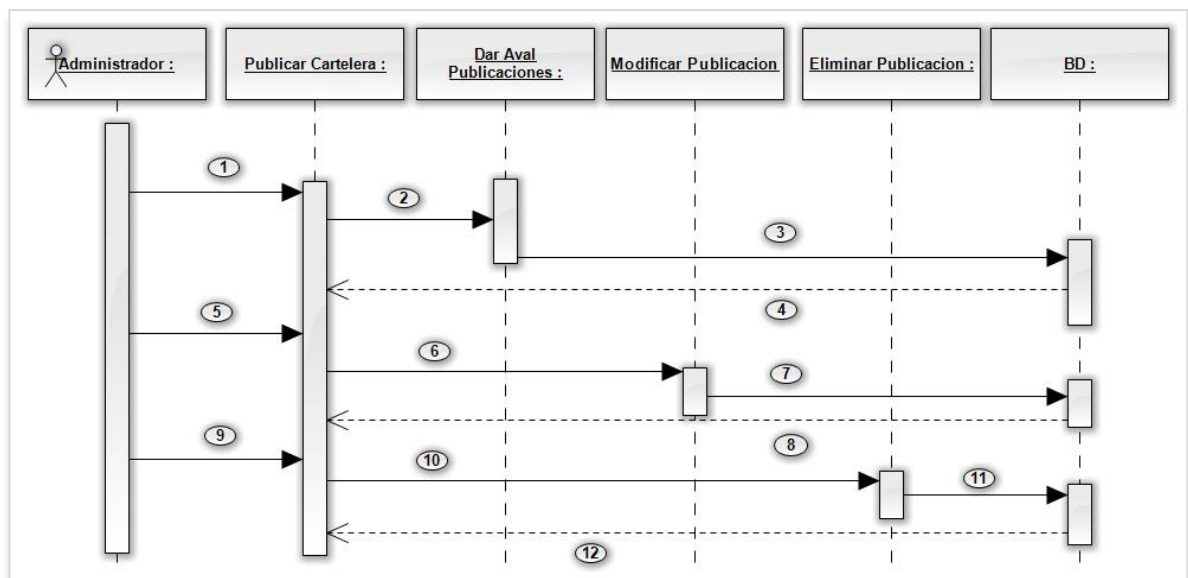 Administrador :
Publicar Cartelera :
Dar Aval
Publicaciones :
Modificar Publicacion
Eliminar Publicacion :
BD :
1
2
3
4
5
6
7
8
9
10
11
12